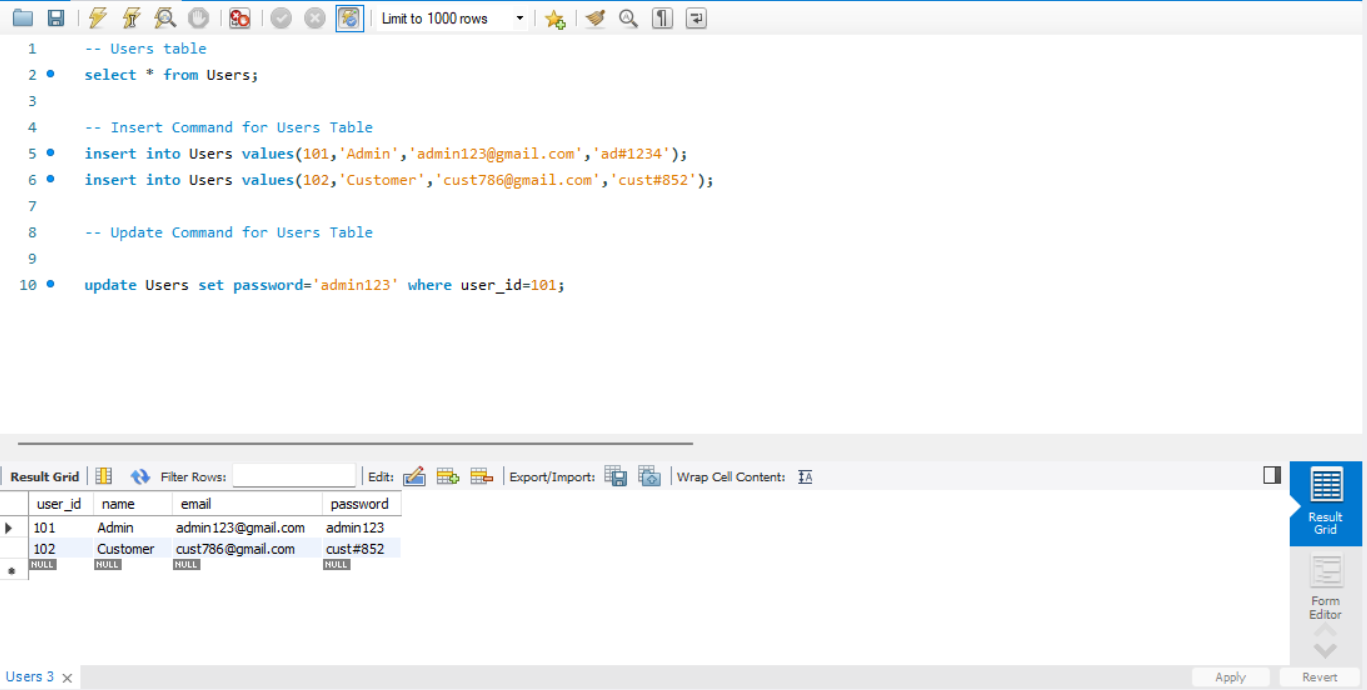 Limit to 1000 rows
1 -- Users table
2 select * from Users;
3
4 -- Insert Command for Users Table
5 insert into Users values(101,'Admin','admin123@gmail.com','ad#1234');
6 insert into Users values(102,'Customer','cust786@gmail.com','cust#852');
7
8 -- Update Command for Users Table
9
10 update Users set password='admin123' where user_id=101;
Result Grid Filter Rows: Edit: Export/Import: Wrap Cell Content:
user_id name email password
101 Admin admin123@gmail.com admin123
102 Customer cust786@gmail.com cust#852
NULL NULL NULL NULL
Result
Grid
Form
Editor
Users 3
Apply Revert